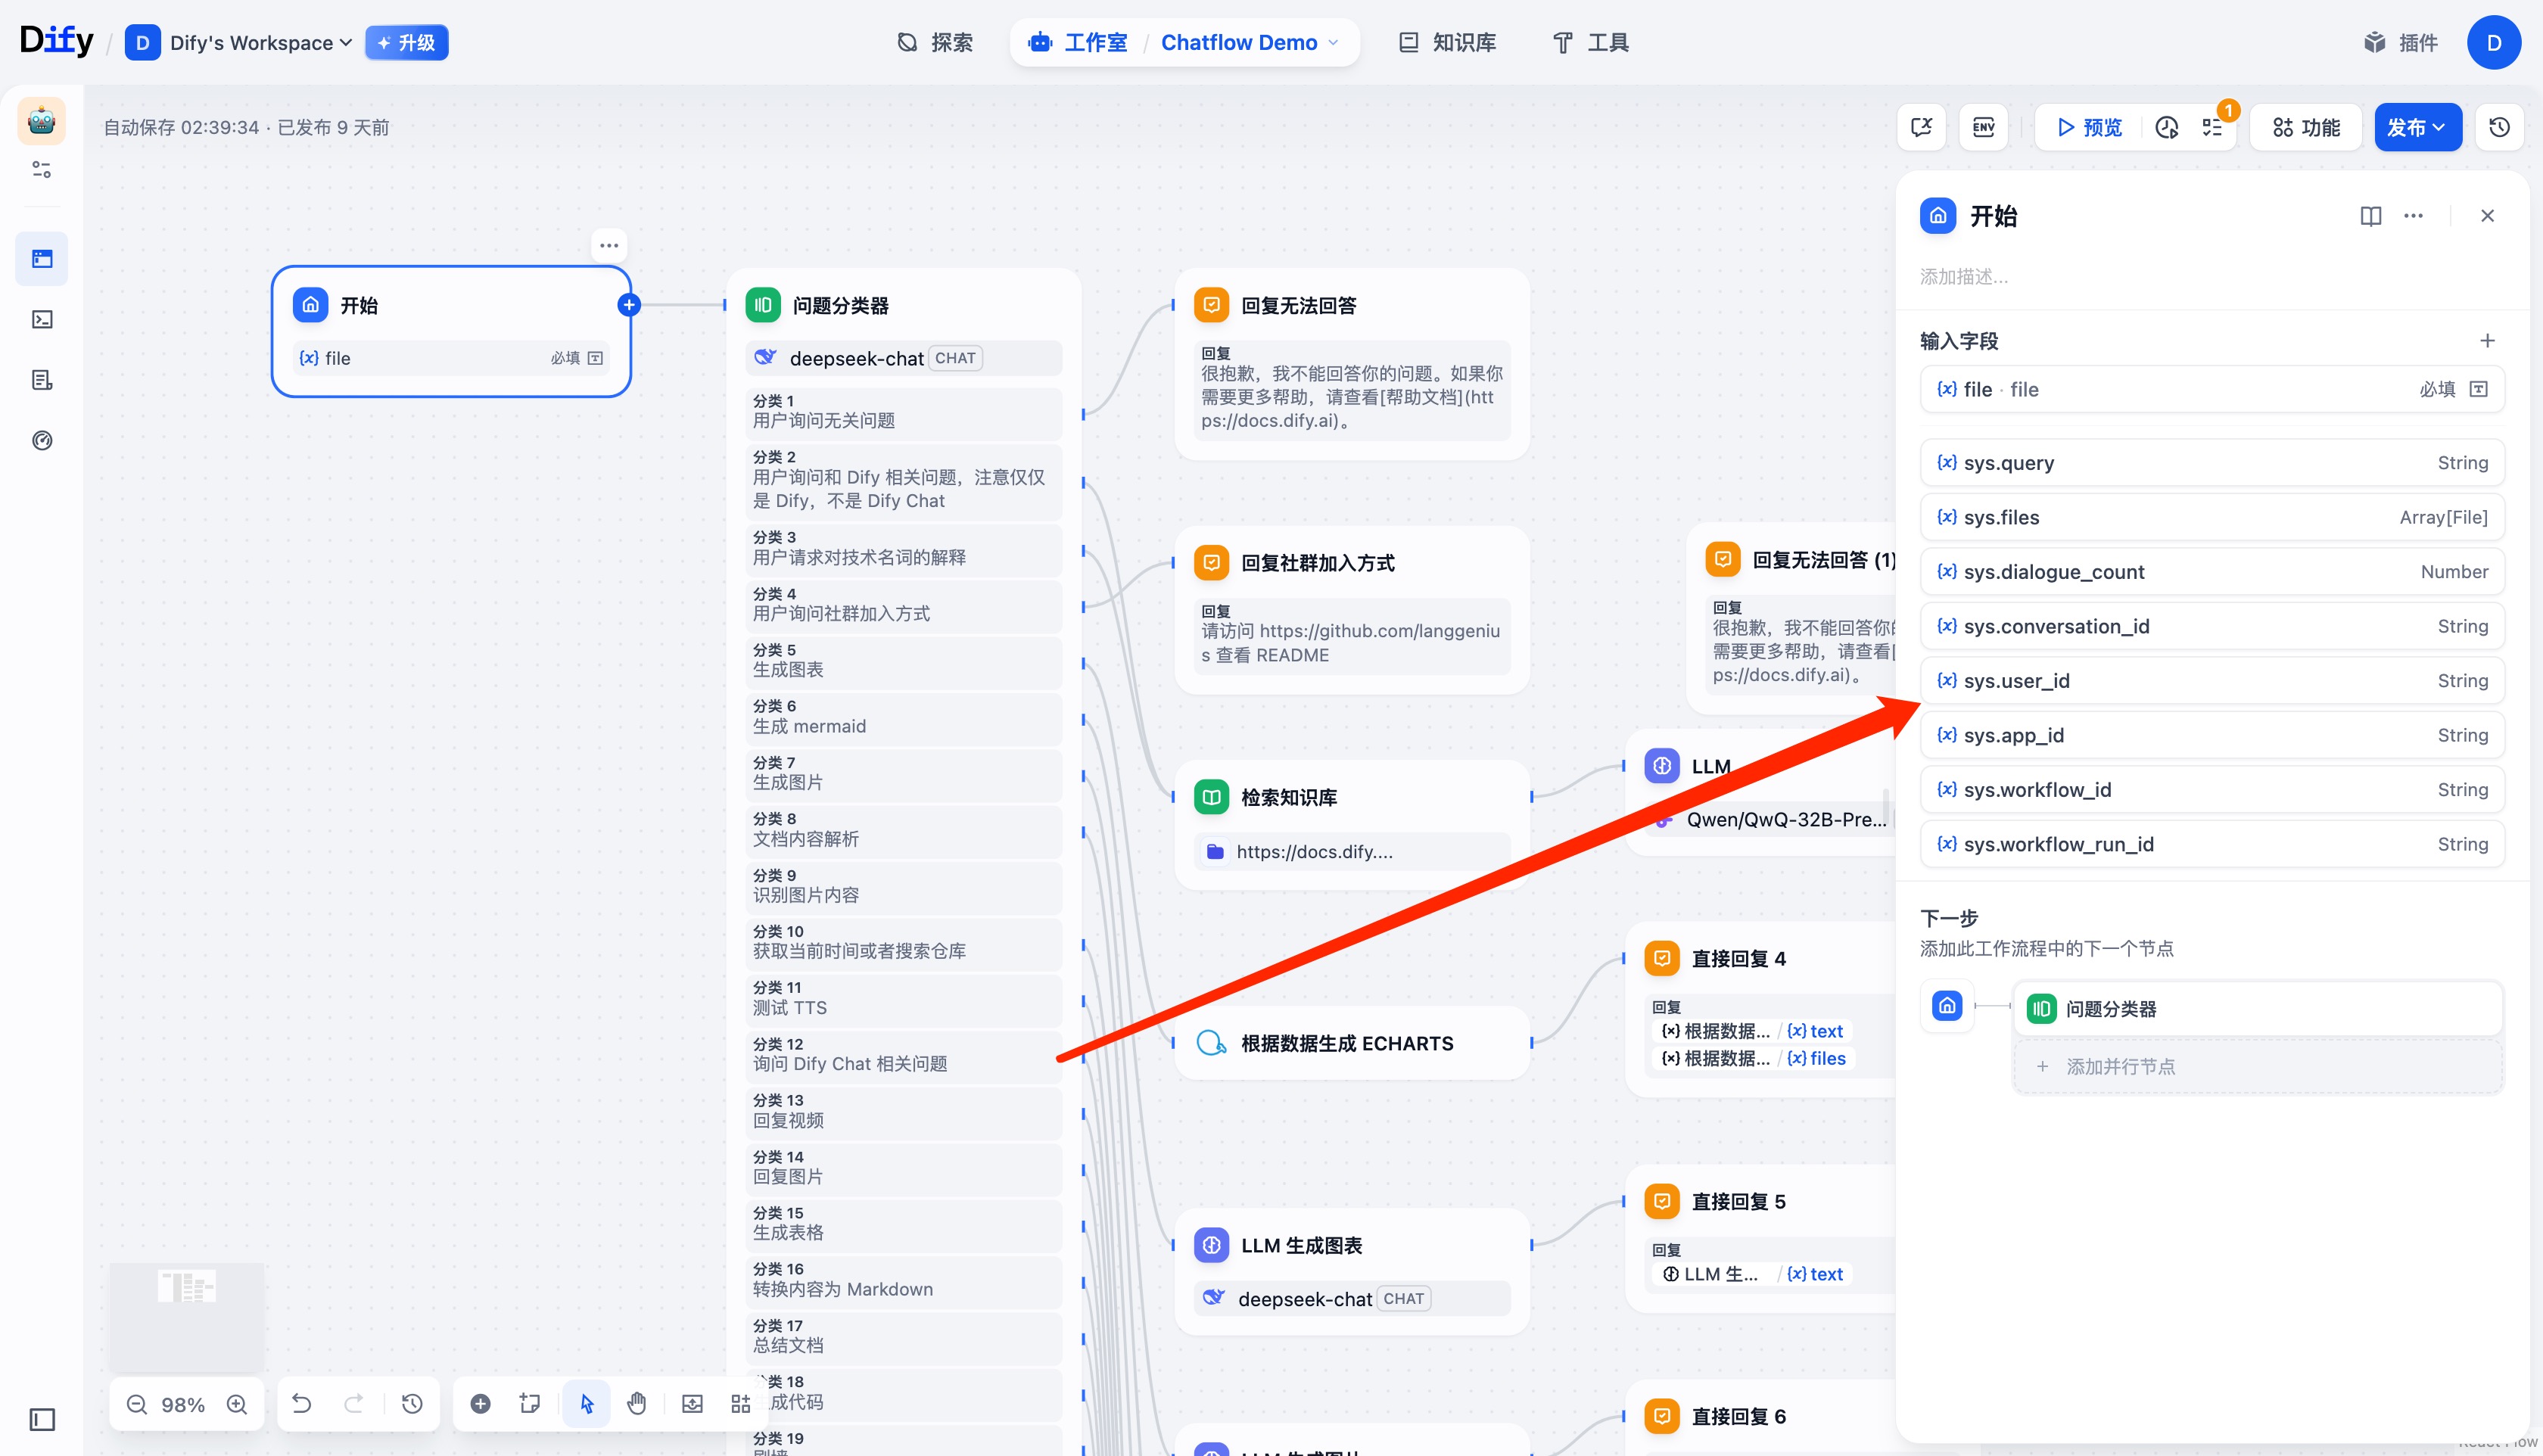 Dify
/
D
Dify's Workspace
升级
探索
工作室
/
Chatflow Demo
知识库
工具
插件
D
自动保存 02:39:34 · 已发布 9 天前
ENV
预览
1
功能
发布
开始
{x} file
必填
问题分类器
deepseek-chat CHAT
分类 1
用户询问无关问题
分类 2
用户询问和 Dify 相关问题，注意仅仅
是 Dify，不是 Dify Chat
分类 3
用户请求对技术名词的解释
分类 4
用户询问社群加入方式
分类 5
生成图表
分类 6
生成 mermaid
分类 7
生成图片
分类 8
文档内容解析
分类 9
识别图片内容
分类 10
获取当前时间或者搜索仓库
分类 11
测试 TTS
分类 12
询问 Dify Chat 相关问题
分类 13
回复视频
分类 14
回复图片
分类 15
生成表格
分类 16
转换内容为 Markdown
分类 17
总结文档
类 18
成代码
分类 19
回复无法回答
回复
很抱歉，我不能回答你的问题。如果你
需要更多帮助，请查看[帮助文档](htt
ps://docs.dify.ai)。
回复社群加入方式
回复
请访问 https://github.com/langgeniu
s 查看 README
检索知识库
https://docs.dify....
根据数据生成 ECHARTS
LLM 生成图表
deepseek-chat CHAT
回复无法回答 (1)
回复
很抱歉，我不能回答你的
需要更多帮助，请查看[
ps://docs.dify.ai)。
LLM
Qwen/QwQ-32B-Pre...
直接回复 4
回复
{x} 根据数据... / {x} text
{x} 根据数据... / {x} files
直接回复 5
回复
LLM 生... / {x} text
直接回复 6
开始
添加描述...
输入字段
{x} file · file
必填
{x} sys.query
String
{x} sys.files
Array[File]
{x} sys.dialogue_count
Number
{x} sys.conversation_id
String
{x} sys.user_id
String
{x} sys.app_id
String
{x} sys.workflow_id
String
{x} sys.workflow_run_id
String
下一步
添加此工作流程中的下一个节点
问题分类器
添加并行节点
98%